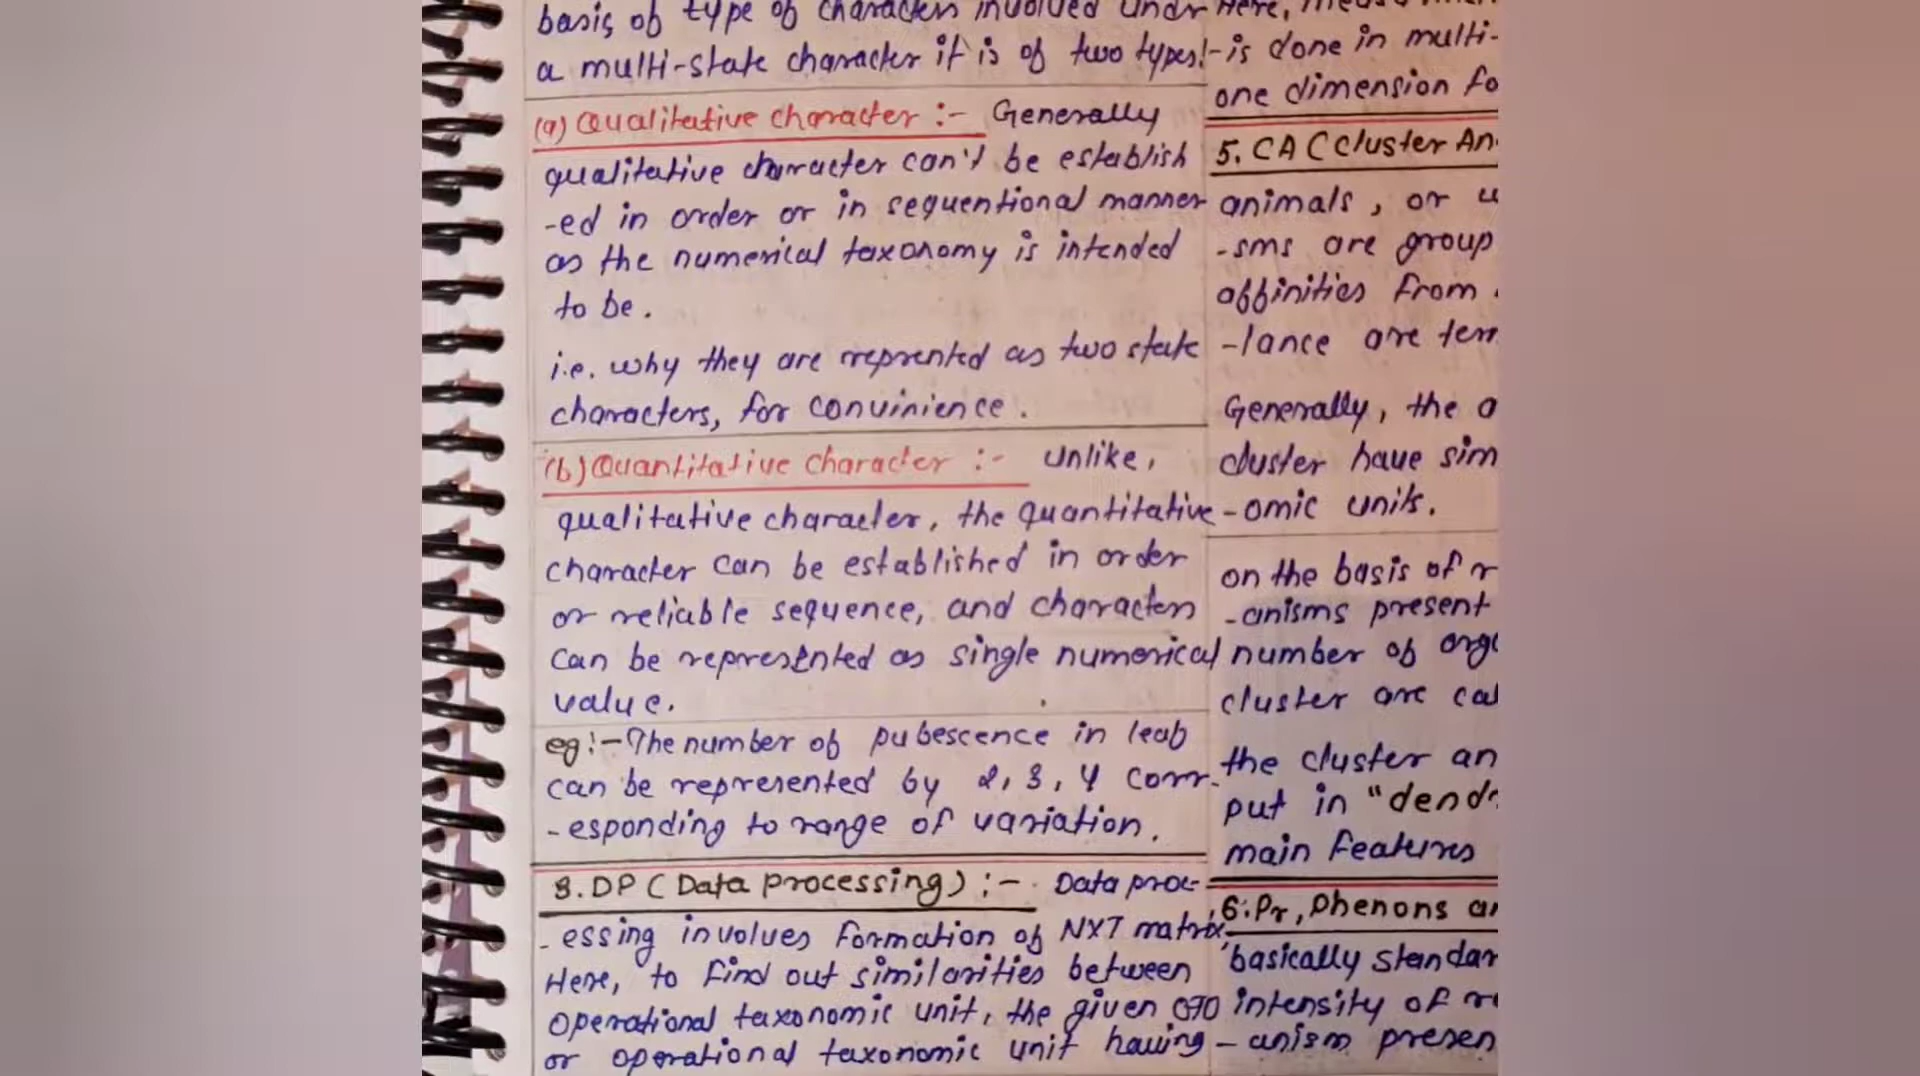 basis of type of characters involved undr
a multi-state character it is of two types:-
(a) Qualitative character :- Generally
qualitative character can't be establish
-ed in order or in sequentional manner
as the numerical taxonomy is intended
to be.
i.e. why they are reprented as two state
characters, for convinience.
(b) Quantitative character :- Unlike,
qualitative character, the quantitative
character can be established in order
or reliable sequence, and characters
can be represented as single numerical
value.
eg:- The number of pubescence in leaf
can be represented by 2, 3, 4 corr-
-esponding to range of variation.
3. DP (Data processing) :- Data proc-
-essing involves formation of NXT matrix
Here, to find out similarities between
operational taxonomic unit, the given OTO
or operational taxonomic unit having
Here,
-is done in multi-
one dimension fo
5. CA (Cluster An
animals, or u
-sms are group
affinities from
-lance are ter
Generally, the o
cluster have sim
-omic units.
on the basis of r
-anisms present
number of orga
cluster are cal
the cluster an
put in "dendr
main features
6. Pr, Phenons an
basically standar
intensity of r
-anism presen